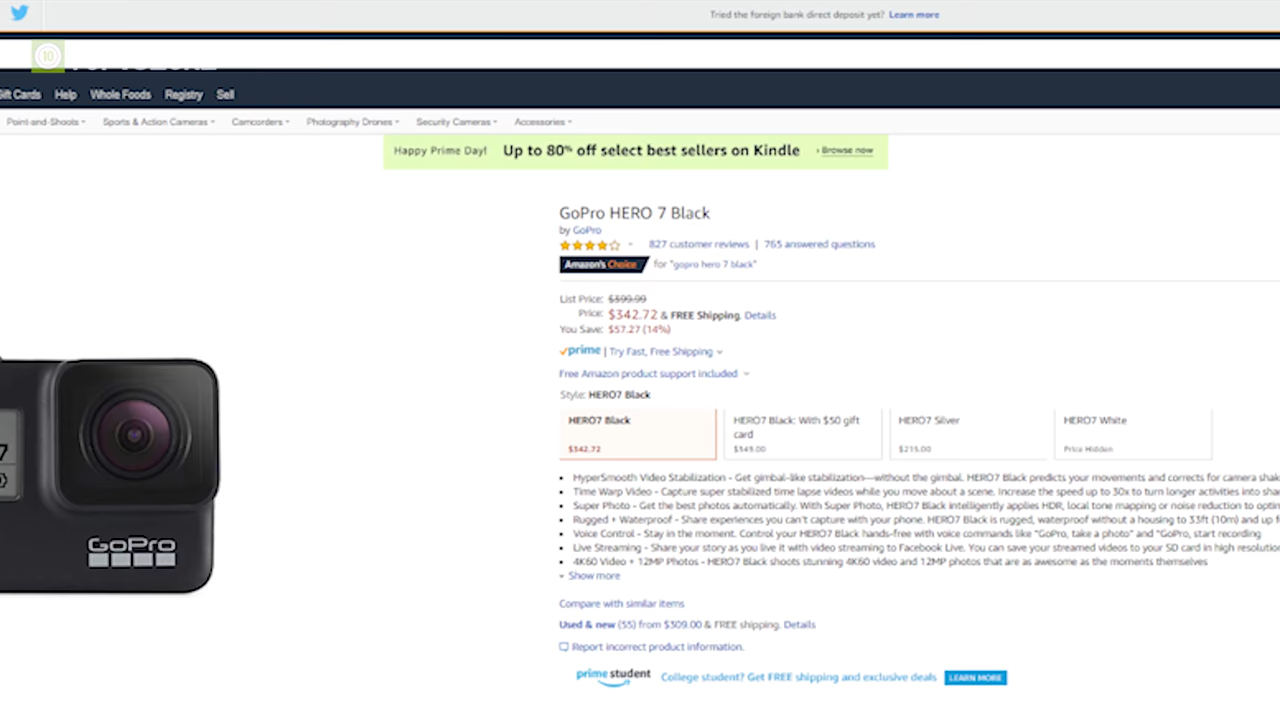 Tried the foreign bank direct deposit yet? Learn more
10
Gift Cards Help Whole Foods Registry Sell
Point-and-Shoots Sports & Action Cameras Camcorders Photography Drones Security Cameras Accessories
Happy Prime Day! Up to 80% off select best sellers on Kindle › Browse now
GoPro HERO 7 Black
by GoPro
827 customer reviews | 765 answered questions
Amazon's Choice for "gopro hero 7 black"
List Price: $399.99
Price: $342.72 & FREE Shipping. Details
You Save: $57.27 (14%)
prime | Try Fast, Free Shipping
Free Amazon product support included
Style: HERO7 Black
HERO7 Black HERO7 Black: With $50 gift card HERO7 Silver HERO7 White
$342.72 $349.00 $215.00 Price Hidden
• HyperSmooth Video Stabilization - Get gimbal-like stabilization—without the gimbal. HERO7 Black predicts your movements and corrects for camera shak
• Time Warp Video - Capture super stabilized time lapse videos while you move about a scene. Increase the speed up to 30x to turn longer activities into sha
• Super Photo - Get the best photos automatically. With Super Photo, HERO7 Black intelligently applies HDR, local tone mapping or noise reduction to optim
• Rugged + Waterproof - Share experiences you can't capture with your phone. HERO7 Black is rugged, waterproof without a housing to 33ft (10m) and up f
• Voice Control - Stay in the moment. Control your HERO7 Black hands-free with voice commands like "GoPro, take a photo" and "GoPro, start recording
• Live Streaming - Share your story as you live it with video streaming to Facebook Live. You can save your streamed videos to your SD card in high resolution
• 4K60 Video + 12MP Photos - HERO7 Black shoots stunning 4K60 video and 12MP photos that are as awesome as the moments themselves
Show more
7
GoPro
Compare with similar items
Used & new (55) from $309.00 & FREE shipping. Details
Report incorrect product information.
prime student College student? Get FREE shipping and exclusive deals LEARN MORE